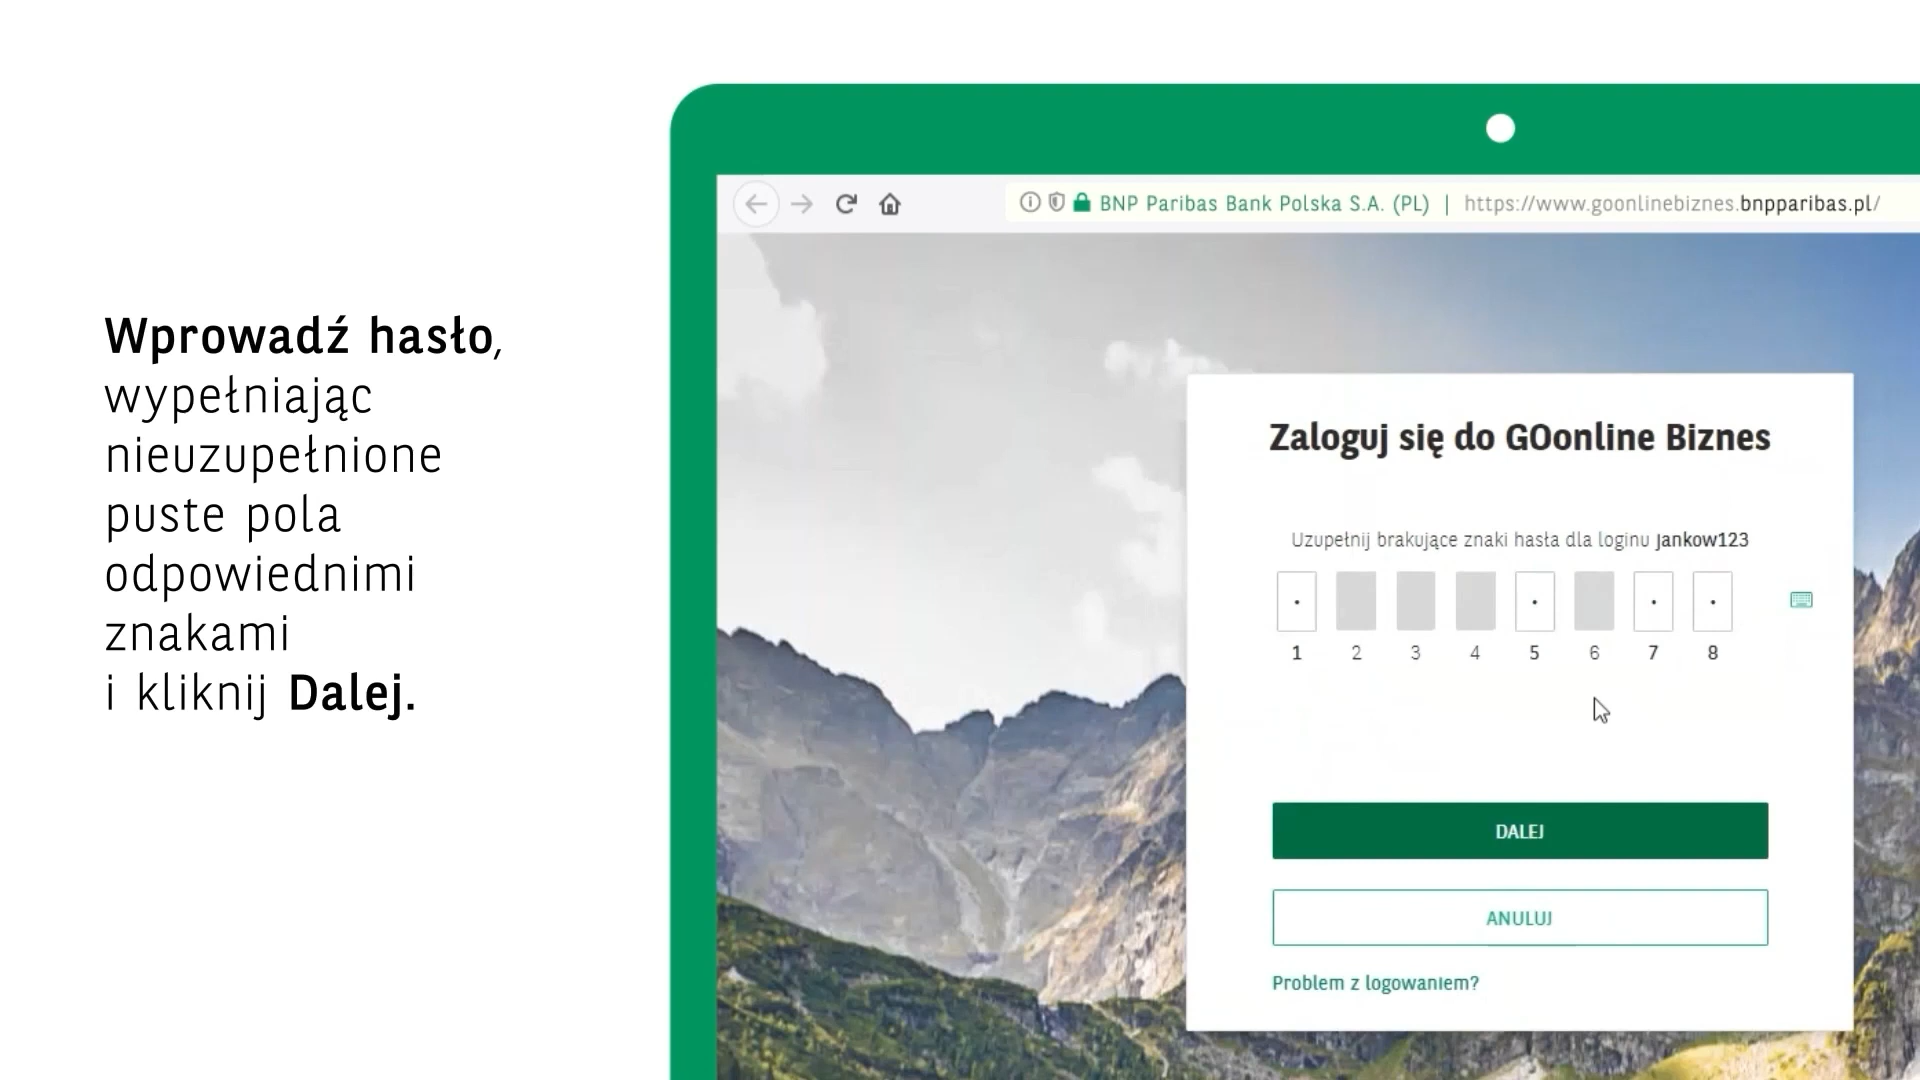 Wprowadź hasło,
wypełniając
nieuzupełnione
puste pola
odpowiednimi
znakami
i kliknij Dalej.
BNP Paribas Bank Polska S.A. (PL) | https://www.goonlinebiznes.bnpparibas.pl/
Zaloguj się do GOonline Biznes
Uzupełnij brakujące znaki hasła dla loginu jankow123
1 2 3 4 5 6 7 8
DALEJ
ANULUJ
Problem z logowaniem?